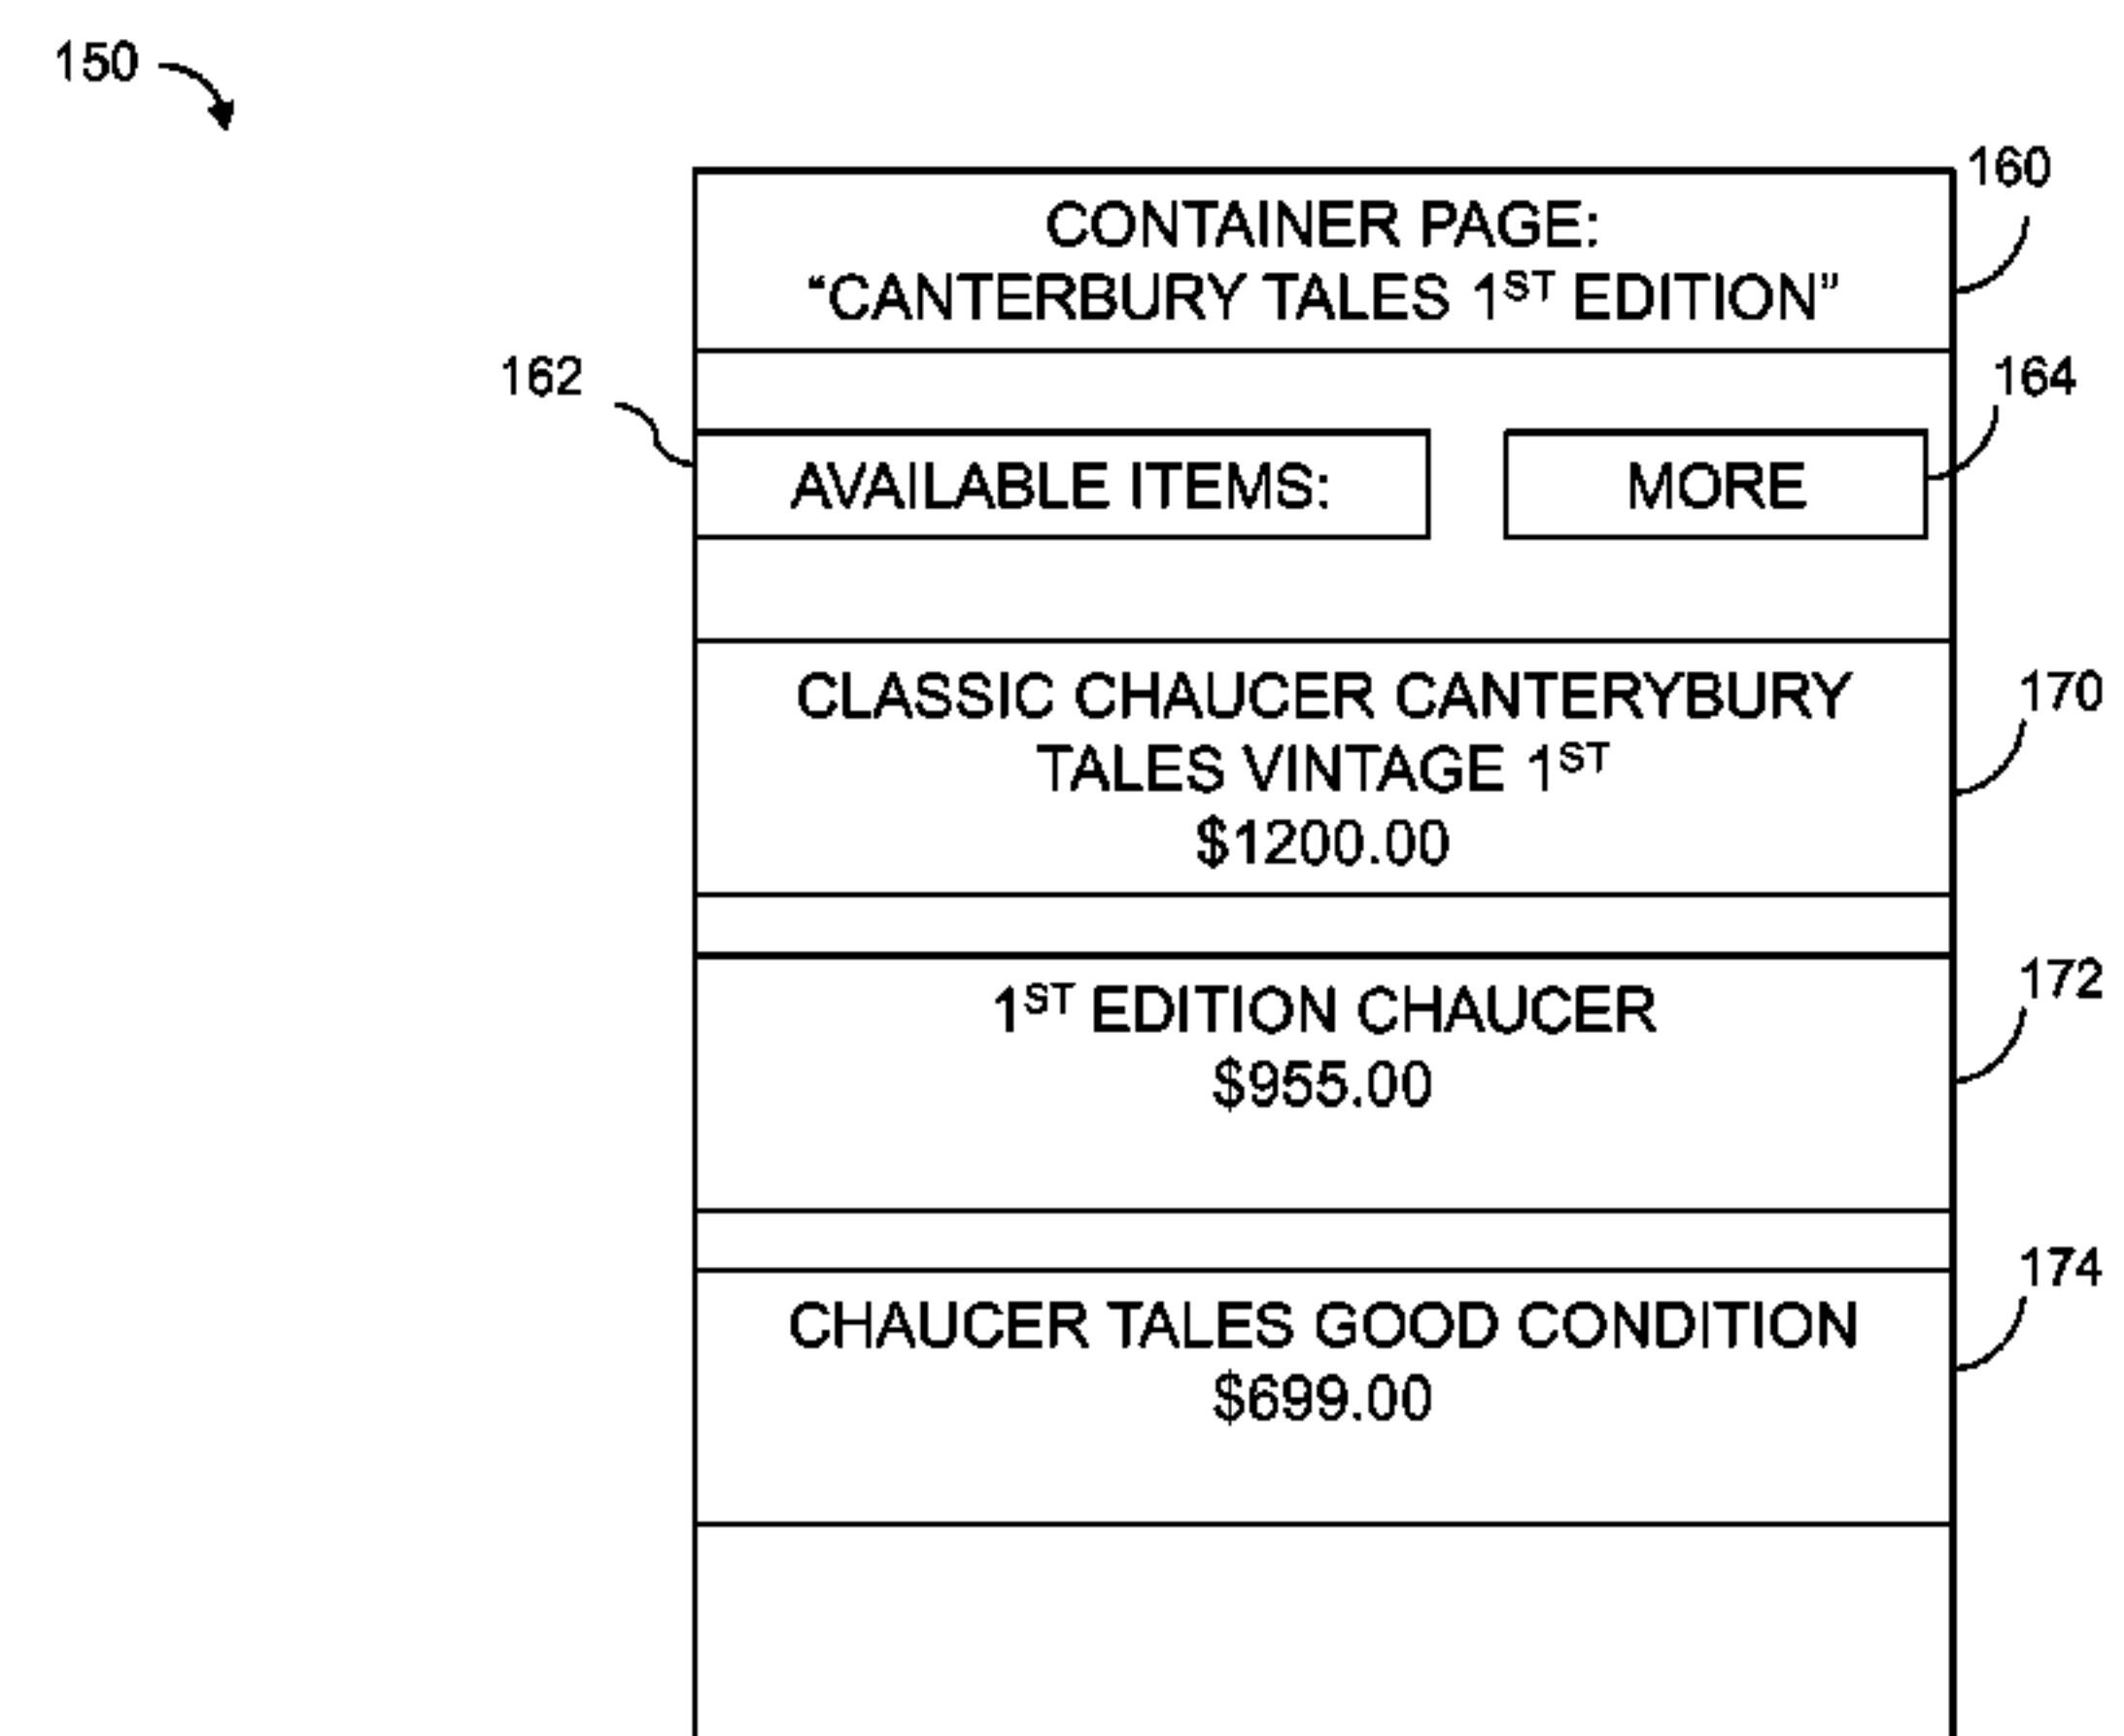 150
160
CONTAINER PAGE:
“CANTERBURY TALES 1ST EDITION”
162
164
AVAILABLE ITEMS:
MORE
CLASSIC CHAUCER CANTERYBURY
170
TALES VINTAGE 1ST
$1200.00
172
1ST EDITION CHAUCER
$955.00
174
CHAUCER TALES GOOD CONDITION
$699.00